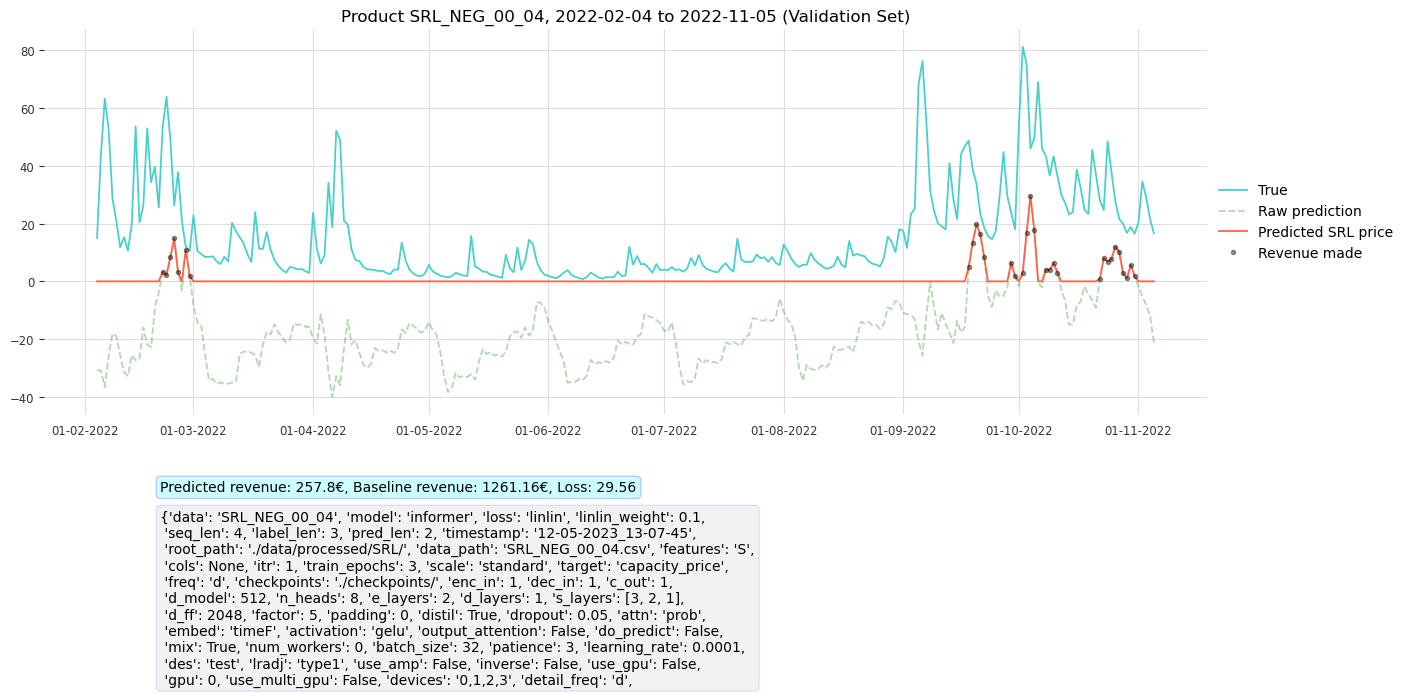 Product SRL_NEG_00_04, 2022-02-04 to 2022-11-05 (Validation Set)
80
60
40
20
0
−20
−40
01-02-2022
01-03-2022
01-04-2022
01-05-2022
01-06-2022
01-07-2022
01-08-2022
01-09-2022
01-10-2022
01-11-2022
True
Raw prediction
Predicted SRL price
Revenue made
Predicted revenue: 257.8€, Baseline revenue: 1261.16€, Loss: 29.56
{'data': 'SRL_NEG_00_04', 'model': 'informer', 'loss': 'linlin', 'linlin_weight': 0.1,
'seq_len': 4, 'label_len': 3, 'pred_len': 2, 'timestamp': '12-05-2023_13-07-45',
'root_path': './data/processed/SRL/', 'data_path': 'SRL_NEG_00_04.csv', 'features': 'S',
'cols': None, 'itr': 1, 'train_epochs': 3, 'scale': 'standard', 'target': 'capacity_price',
'freq': 'd', 'checkpoints': './checkpoints/', 'enc_in': 1, 'dec_in': 1, 'c_out': 1,
'd_model': 512, 'n_heads': 8, 'e_layers': 2, 'd_layers': 1, 's_layers': [3, 2, 1],
'd_ff': 2048, 'factor': 5, 'padding': 0, 'distil': True, 'dropout': 0.05, 'attn': 'prob',
'embed': 'timeF', 'activation': 'gelu', 'output_attention': False, 'do_predict': False,
'mix': True, 'num_workers': 0, 'batch_size': 32, 'patience': 3, 'learning_rate': 0.0001,
'des': 'test', 'lradj': 'type1', 'use_amp': False, 'inverse': False, 'use_gpu': False,
'gpu': 0, 'use_multi_gpu': False, 'devices': '0,1,2,3', 'detail_freq': 'd',